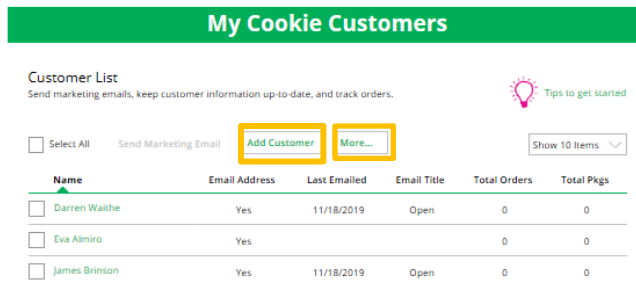 My Cookie Customers
Customer List
Send marketing emails, keep customer information up-to-date, and track orders.
Tips to get started
Select All Send Marketing Email Add Customer More... Show 10 Items
Name Email Address Last Emailed Email Title Total Orders Total Pkgs
Darren Waithe Yes 11/18/2019 Open 0 0
Eva Almiro Yes 0 0
James Brinson Yes 11/18/2019 Open 0 0